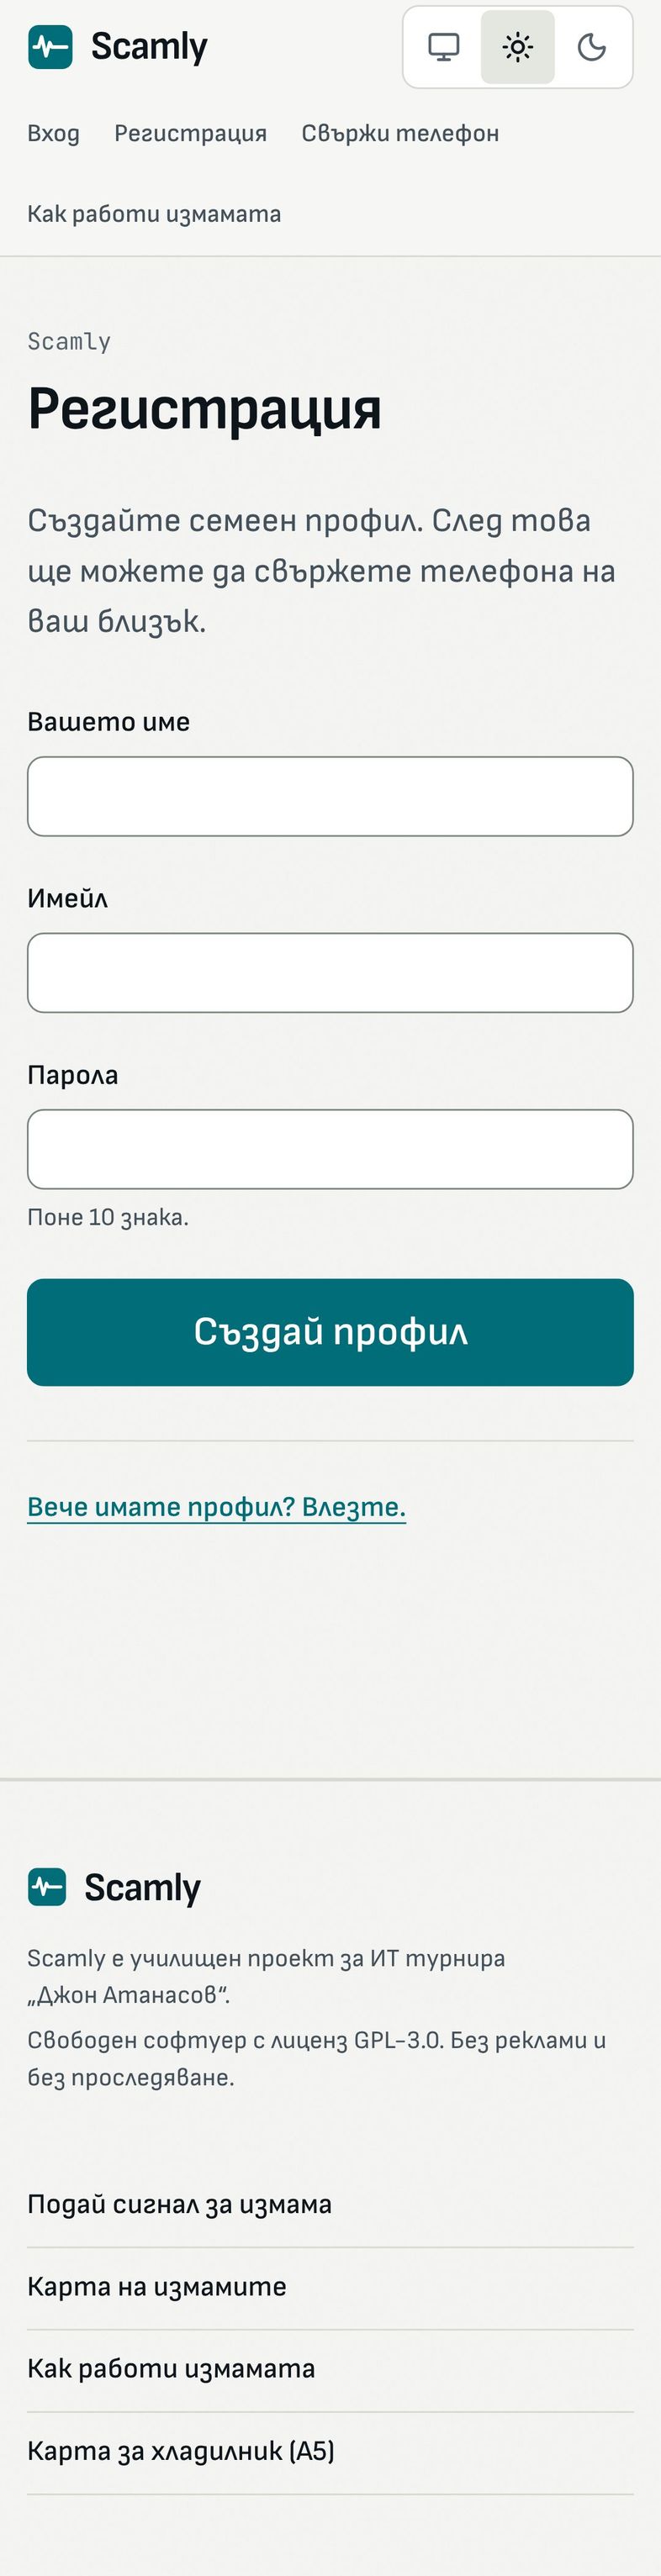 Scamly
Вход Регистрация Свържи телефон
Как работи измамата
Scamly
Регистрация
Създайте семеен профил. След това
ще можете да свържете телефона на
ваш близък.
Вашето име
Имейл
Парола
Поне 10 знака.
Създай профил
Вече имате профил? Влезте.
Scamly
Scamly е училищен проект за ИТ турнира
„Джон Атанасов“.
Свободен софтуер с лиценз GPL-3.0. Без реклами и
без проследяване.
Подай сигнал за измама
Карта на измамите
Как работи измамата
Карта за хладилник (A5)